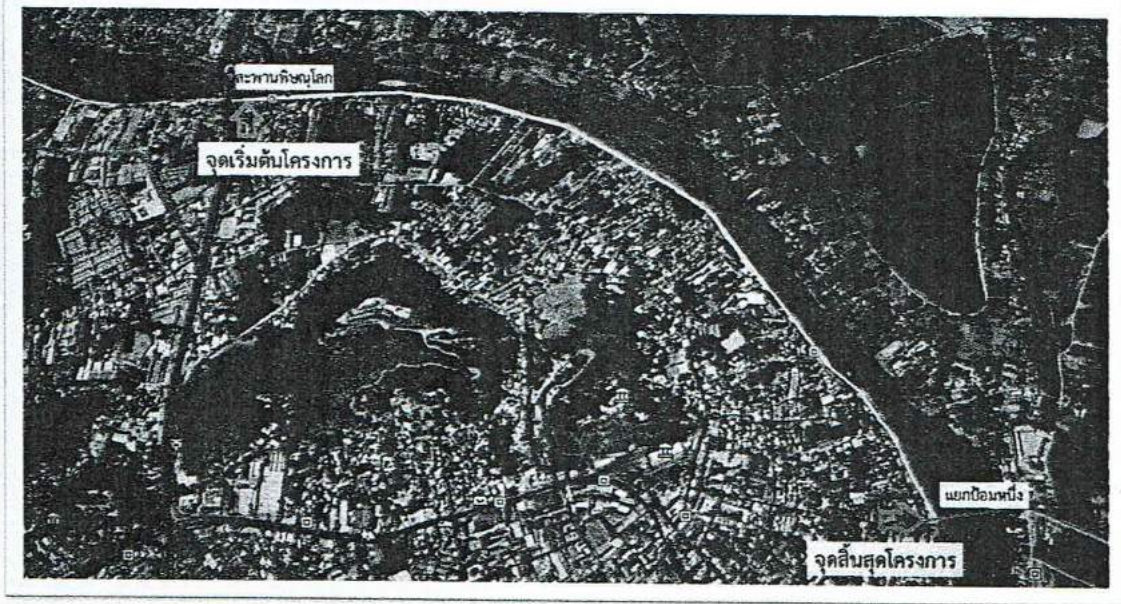 สะพานพิษณุโลก
จุดเริ่มต้นโครงการ
แยกป้อมหนึ่ง
จุดสิ้นสุดโครงการ